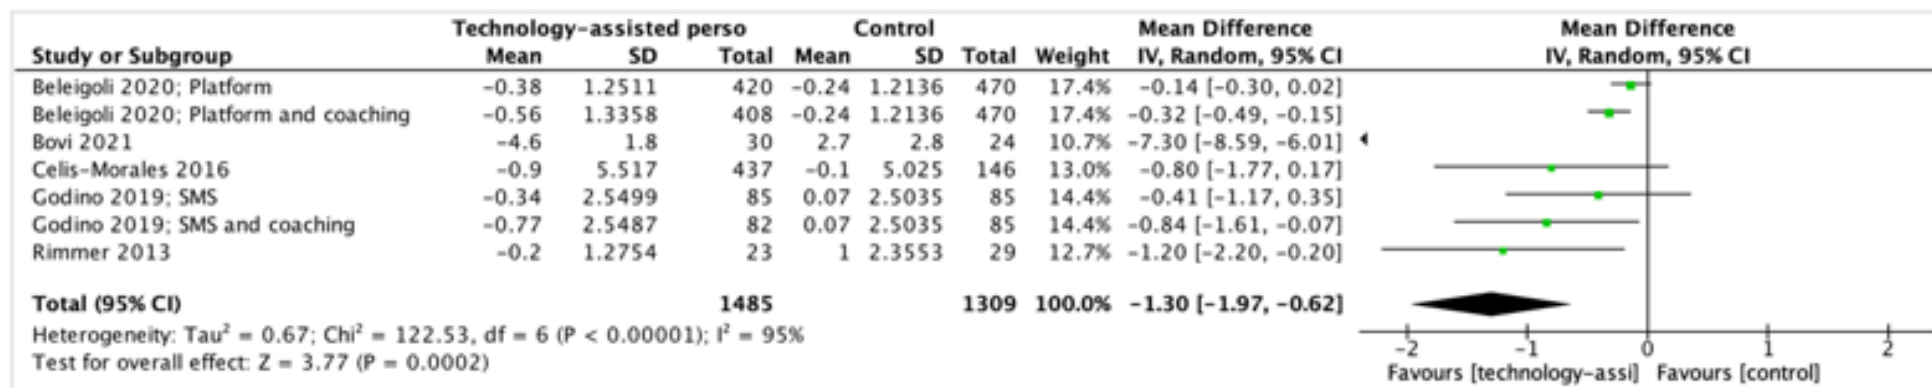 Technology-assisted perso Control Mean Difference Mean Difference
Study or Subgroup Mean SD Total Mean SD Total Weight IV, Random, 95% CI IV, Random, 95% CI
Beleigoli 2020; Platform −0.38 1.2511 420 −0.24 1.2136 470 17.4% −0.14 [−0.30, 0.02]
Beleigoli 2020; Platform and coaching −0.56 1.3358 408 −0.24 1.2136 470 17.4% −0.32 [−0.49, −0.15]
Bovi 2021 −4.6 1.8 30 2.7 2.8 24 10.7% −7.30 [−8.59, −6.01]
Celis-Morales 2016 −0.9 5.517 437 −0.1 5.025 146 13.0% −0.80 [−1.77, 0.17]
Godino 2019; SMS −0.34 2.5499 85 0.07 2.5035 85 14.4% −0.41 [−1.17, 0.35]
Godino 2019; SMS and coaching −0.77 2.5487 82 0.07 2.5035 85 14.4% −0.84 [−1.61, −0.07]
Rimmer 2013 −0.2 1.2754 23 1 2.3553 29 12.7% −1.20 [−2.20, −0.20]
Total (95% CI) 1485 1309 100.0% −1.30 [−1.97, −0.62]
Heterogeneity: Tau² = 0.67; Chi² = 122.53, df = 6 (P < 0.00001); I² = 95%
Test for overall effect: Z = 3.77 (P = 0.0002)
−2 −1 0 1 2
Favours [technology-assi] Favours [control]